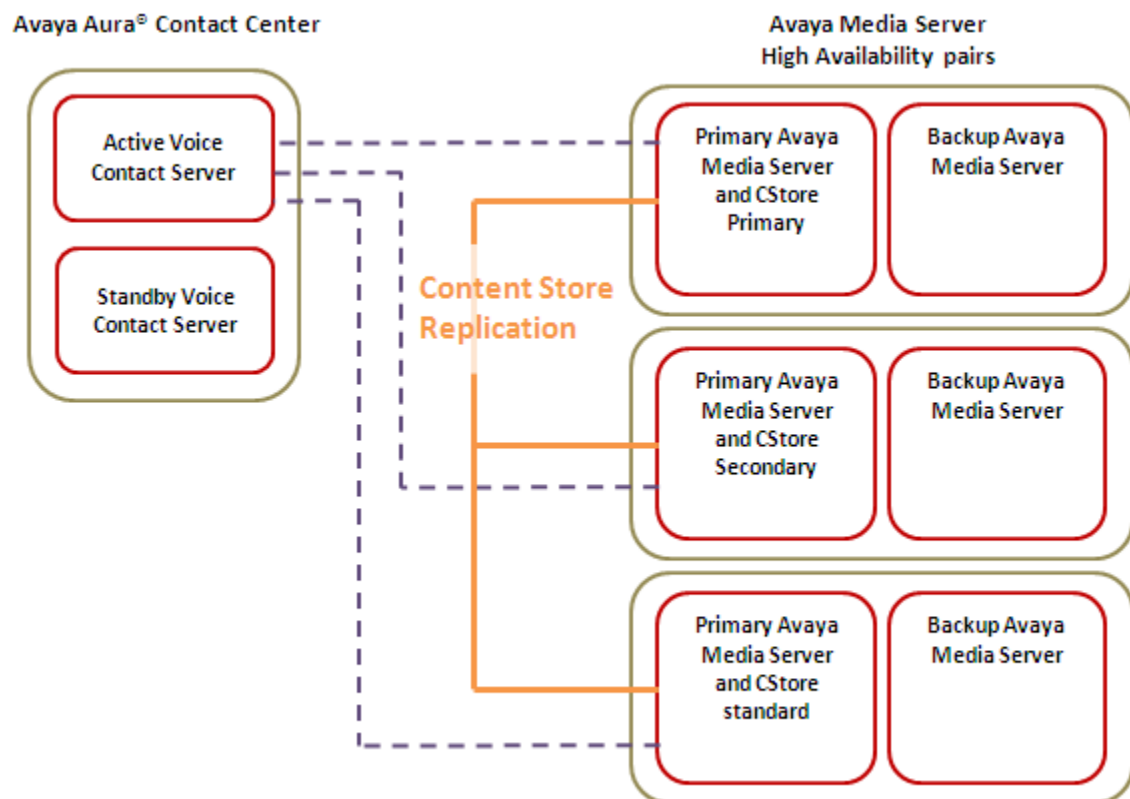 Avaya Aura® Contact Center
Avaya Media Server
High Availability pairs
Active Voice
Contact Server
Standby Voice
Contact Server
Content Store
Replication
Primary Avaya
Media Server
and CStore
Primary
Backup Avaya
Media Server
Primary Avaya
Media Server
and CStore
Secondary
Backup Avaya
Media Server
Primary Avaya
Media Server
and CStore
standard
Backup Avaya
Media Server